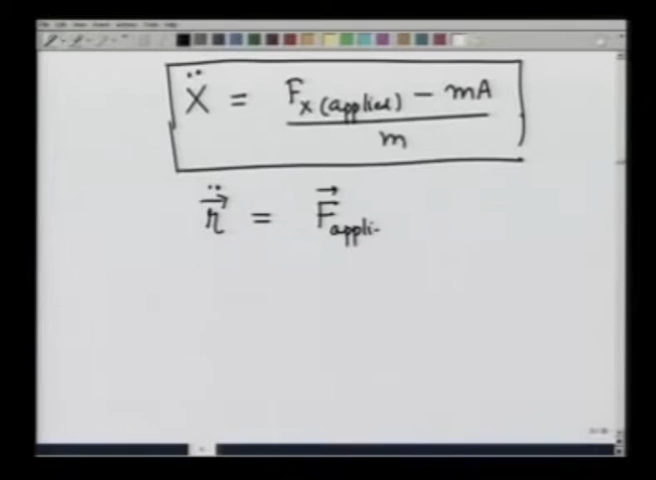 Ẍ = F_x(applied) − mA / m
r̈⃗ = F⃗_appli